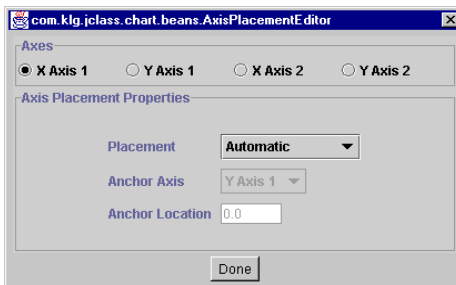 com.klg.jclass.chart.beans.AxisPlacementEditor
Axes
X Axis 1 Y Axis 1 X Axis 2 Y Axis 2
Axis Placement Properties
Placement Automatic
Anchor Axis Y Axis 1
Anchor Location 0.0
Done